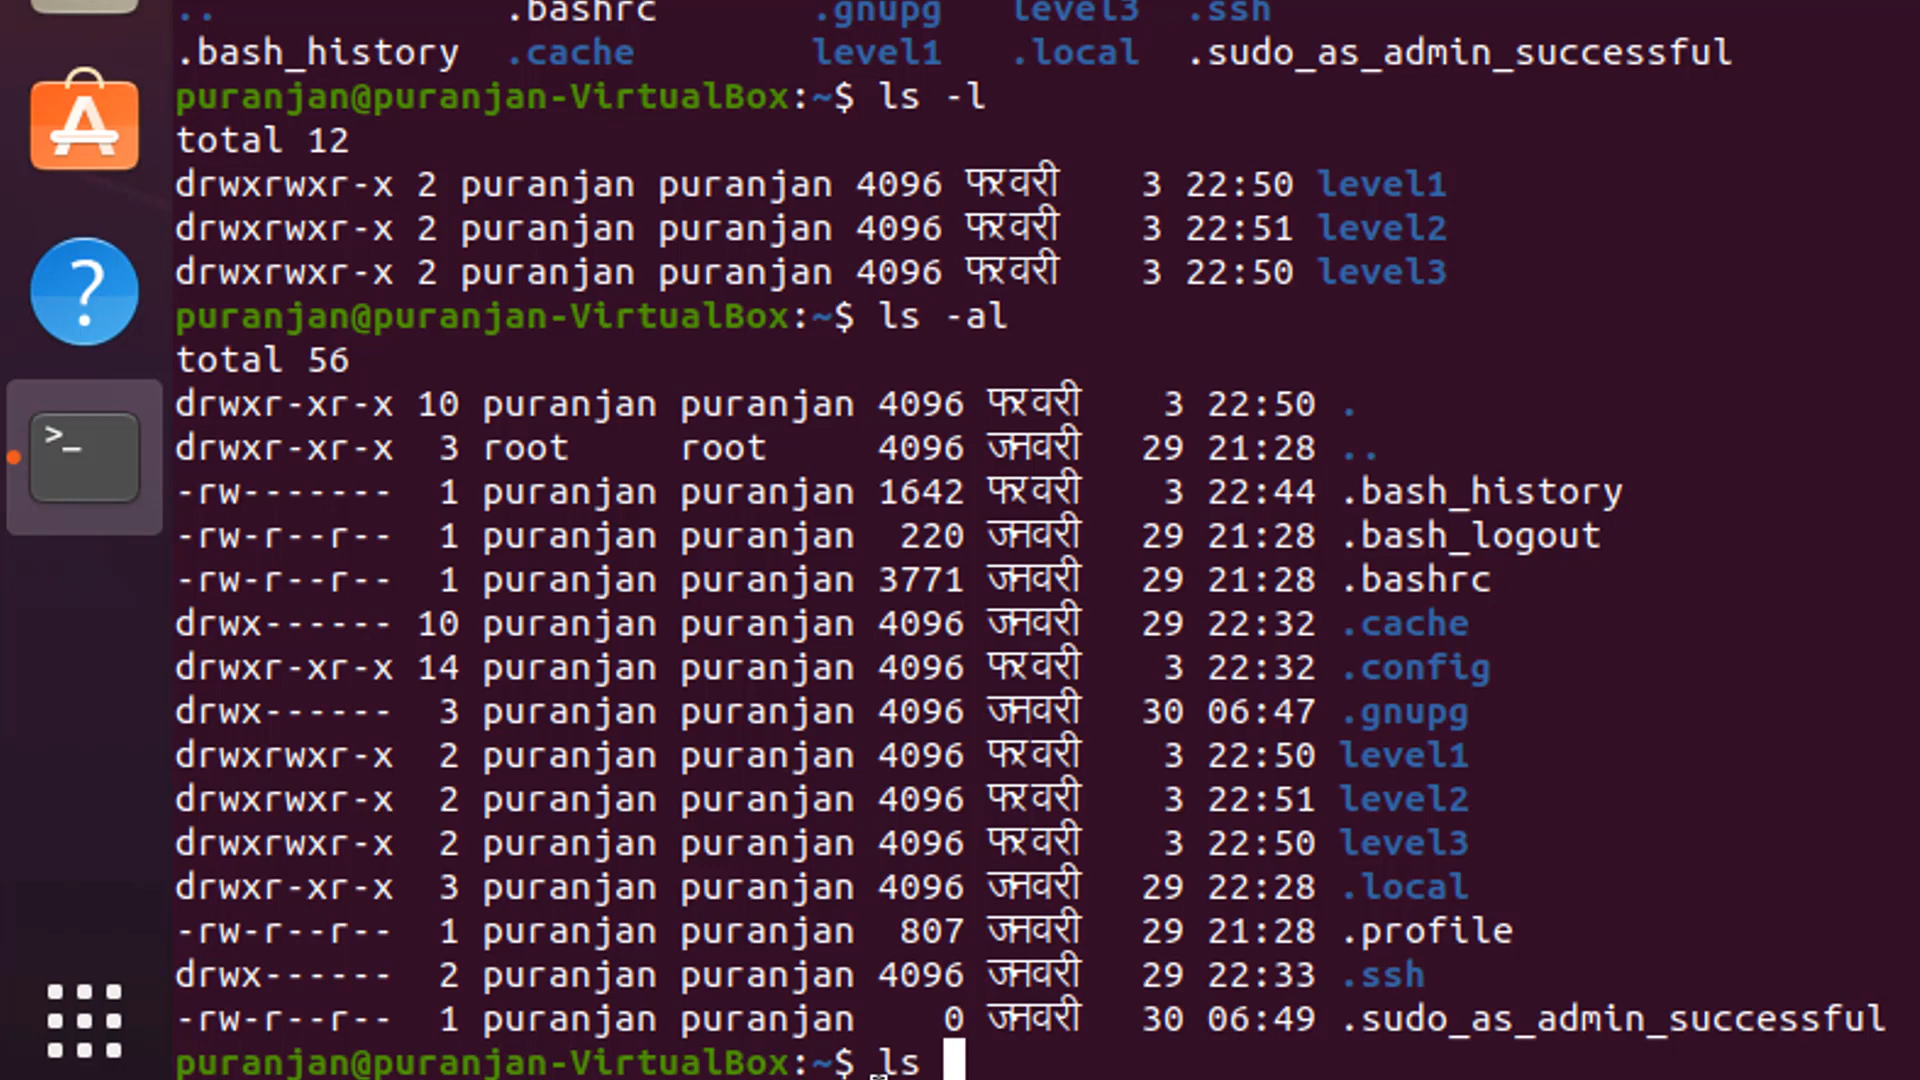 .. .bashrc .gnupg level3 .ssh
.bash_history .cache level1 .local .sudo_as_admin_successful
puranjan@puranjan-VirtualBox:~$ ls -l
total 12
drwxrwxr-x 2 puranjan puranjan 4096 फरवरी 3 22:50 level1
drwxrwxr-x 2 puranjan puranjan 4096 फरवरी 3 22:51 level2
drwxrwxr-x 2 puranjan puranjan 4096 फरवरी 3 22:50 level3
puranjan@puranjan-VirtualBox:~$ ls -al
total 56
drwxr-xr-x 10 puranjan puranjan 4096 फरवरी 3 22:50 .
drwxr-xr-x 3 root root 4096 जनवरी 29 21:28 ..
-rw------- 1 puranjan puranjan 1642 फरवरी 3 22:44 .bash_history
-rw-r--r-- 1 puranjan puranjan 220 जनवरी 29 21:28 .bash_logout
-rw-r--r-- 1 puranjan puranjan 3771 जनवरी 29 21:28 .bashrc
drwx------ 10 puranjan puranjan 4096 जनवरी 29 22:32 .cache
drwxr-xr-x 14 puranjan puranjan 4096 फरवरी 3 22:32 .config
drwx------ 3 puranjan puranjan 4096 जनवरी 30 06:47 .gnupg
drwxrwxr-x 2 puranjan puranjan 4096 फरवरी 3 22:50 level1
drwxrwxr-x 2 puranjan puranjan 4096 फरवरी 3 22:51 level2
drwxrwxr-x 2 puranjan puranjan 4096 फरवरी 3 22:50 level3
drwxr-xr-x 3 puranjan puranjan 4096 जनवरी 29 22:28 .local
-rw-r--r-- 1 puranjan puranjan 807 जनवरी 29 21:28 .profile
drwx------ 2 puranjan puranjan 4096 जनवरी 29 22:33 .ssh
-rw-r--r-- 1 puranjan puranjan 0 जनवरी 30 06:49 .sudo_as_admin_successful
puranjan@puranjan-VirtualBox:~$ ls